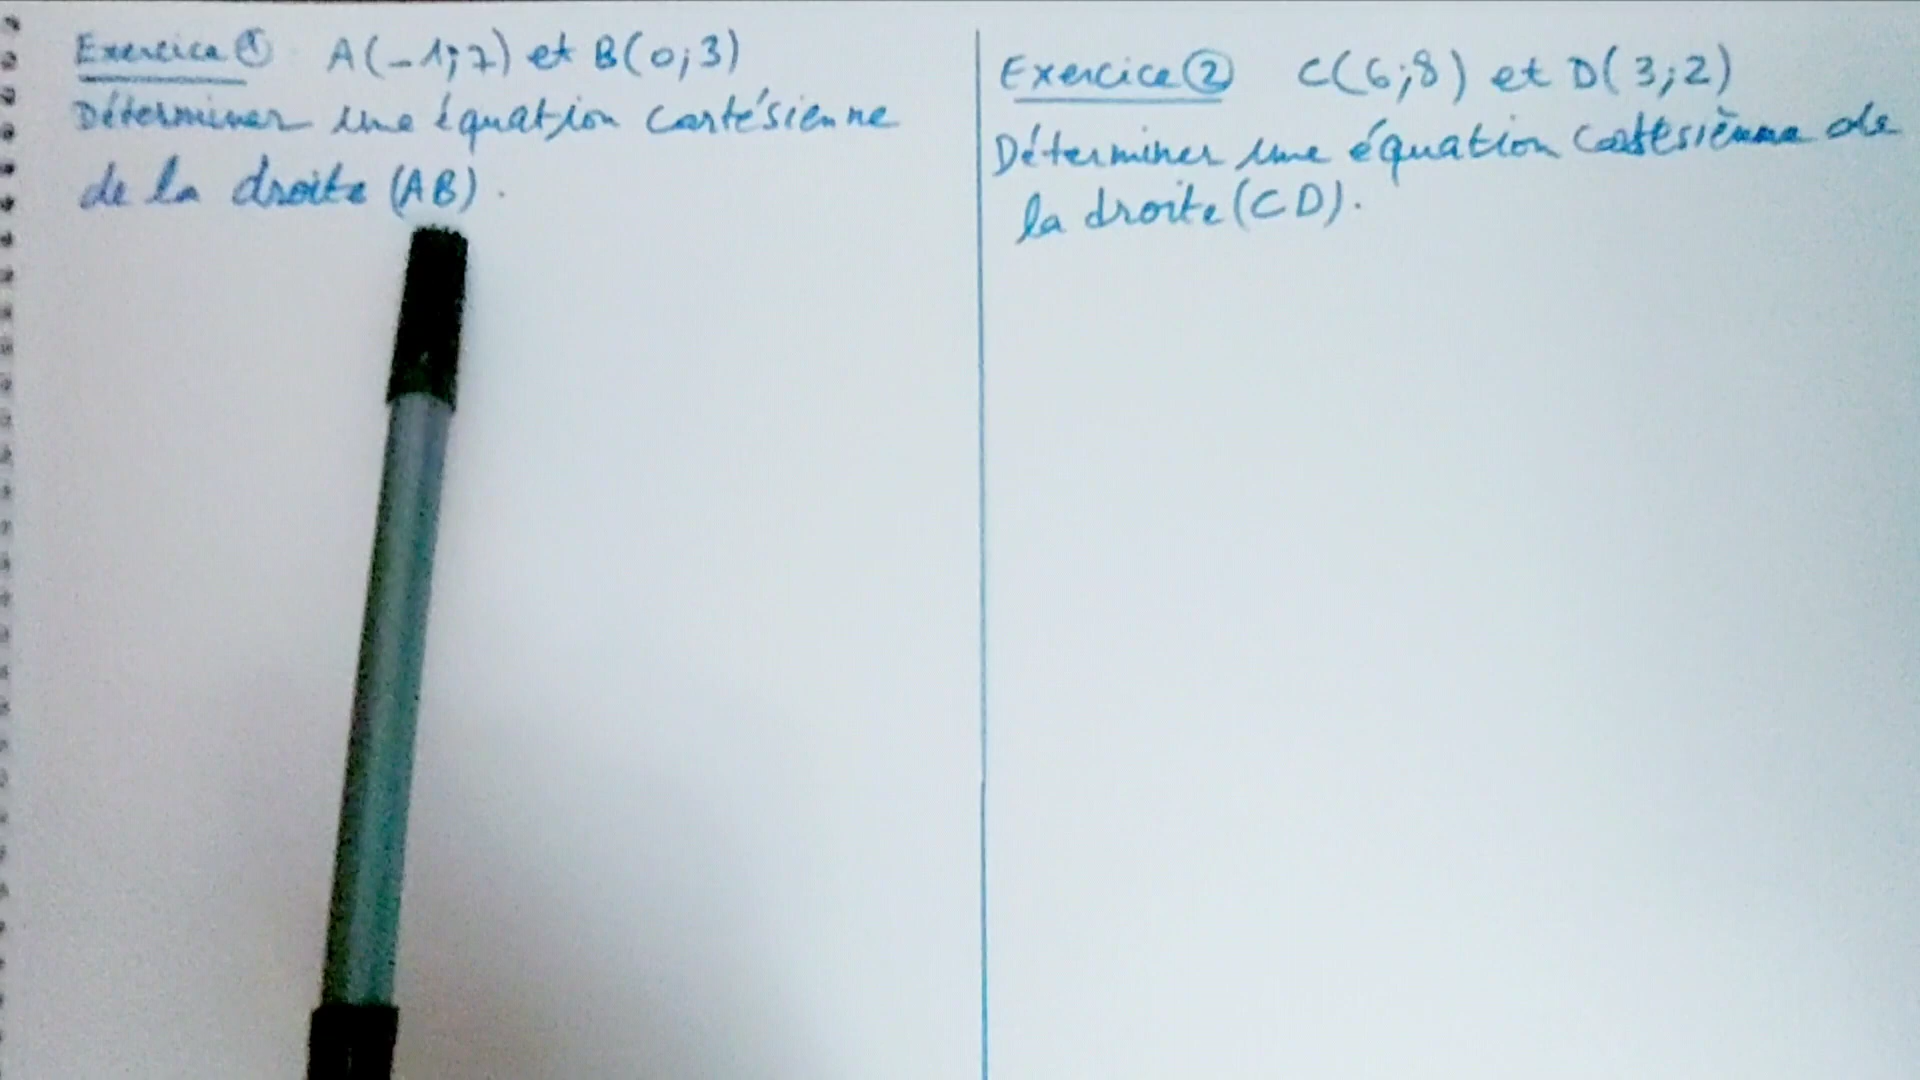 Exercice ① A(-1;7) et B(0;3)
Déterminer une équation cartésienne
de la droite (AB).
Exercice ② C(6;8) et D(3;2)
Déterminer une équation cartésienne de
la droite (CD).